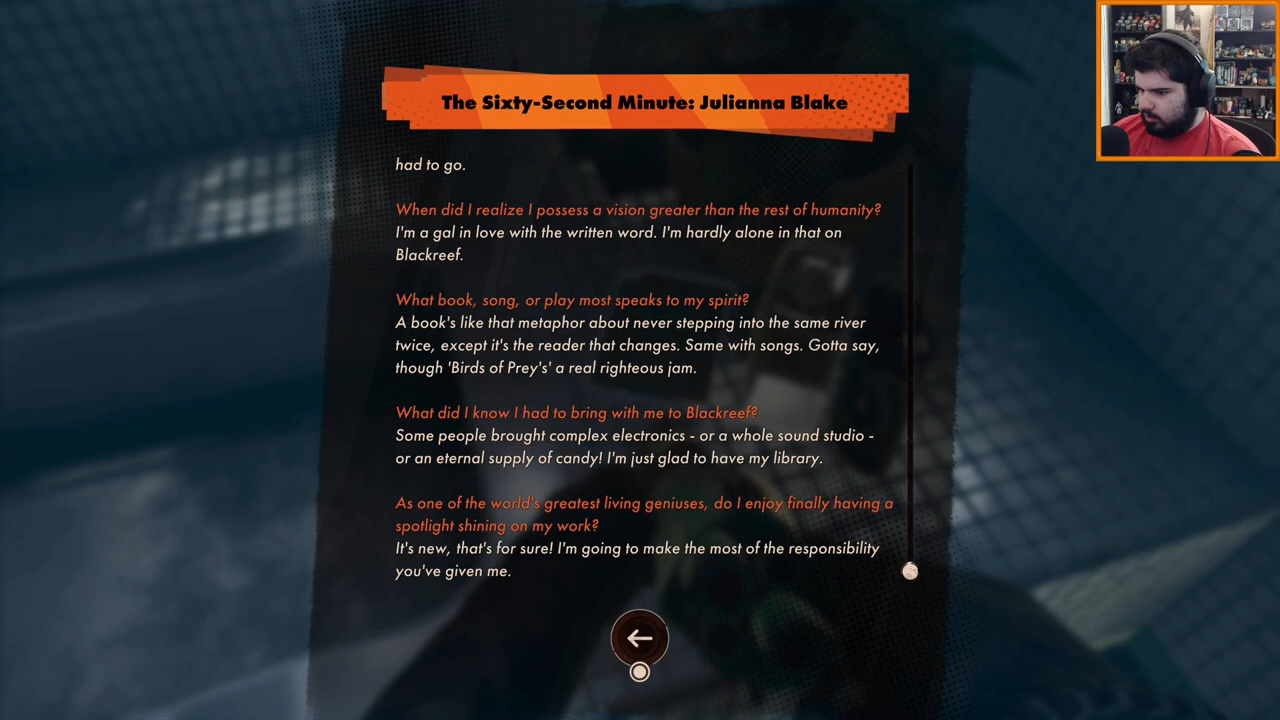 The Sixty-Second Minute: Julianna Blake
had to go.
When did I realize I possess a vision greater than the rest of humanity?
I'm a gal in love with the written word. I'm hardly alone in that on
Blackreef.
What book, song, or play most speaks to my spirit?
A book's like that metaphor about never stepping into the same river
twice, except it's the reader that changes. Same with songs. Gotta say,
though 'Birds of Prey's' a real righteous jam.
What did I know I had to bring with me to Blackreef?
Some people brought complex electronics - or a whole sound studio -
or an eternal supply of candy! I'm just glad to have my library.
As one of the world's greatest living geniuses, do I enjoy finally having a
spotlight shining on my work?
It's new, that's for sure! I'm going to make the most of the responsibility
you've given me.